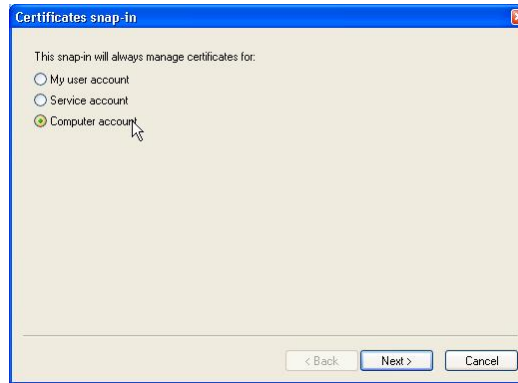 Certificates snap-in
This snap-in will always manage certificates for:
My user account
Service account
Computer account
< Back Next > Cancel